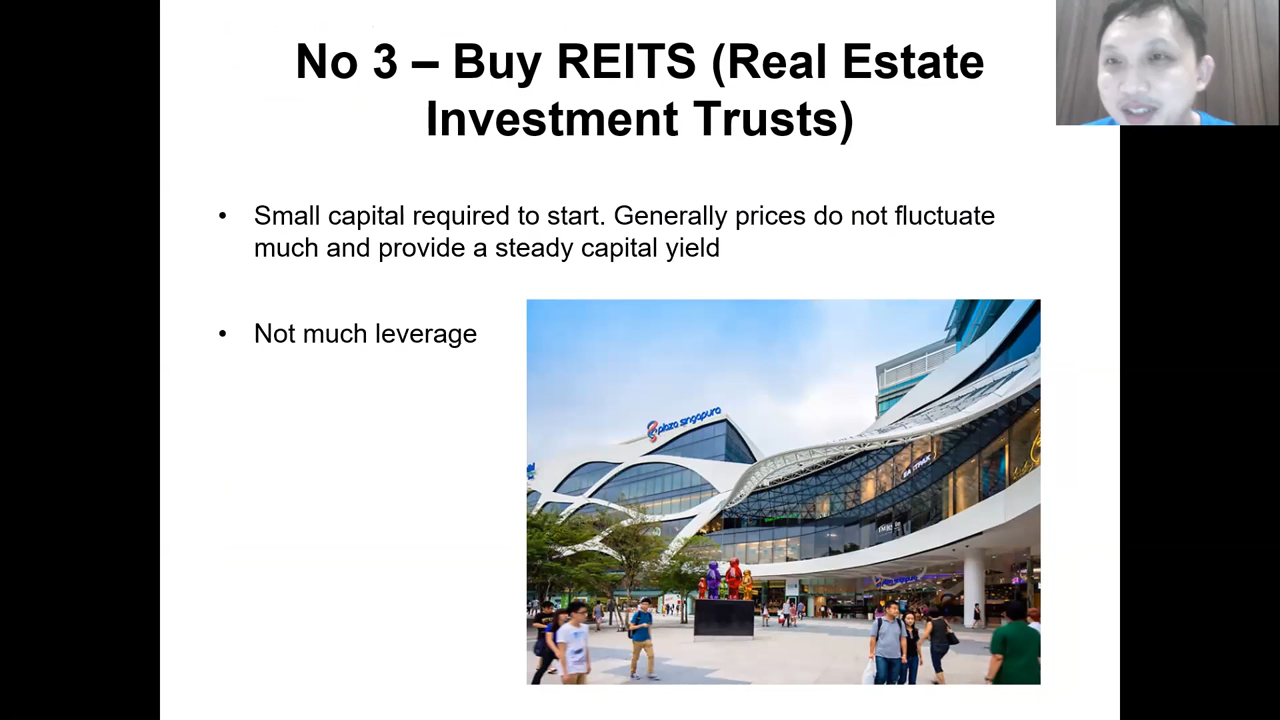 No 3 – Buy REITS (Real Estate
Investment Trusts)
• Small capital required to start. Generally prices do not fluctuate
much and provide a steady capital yield
• Not much leverage
plaza singapura